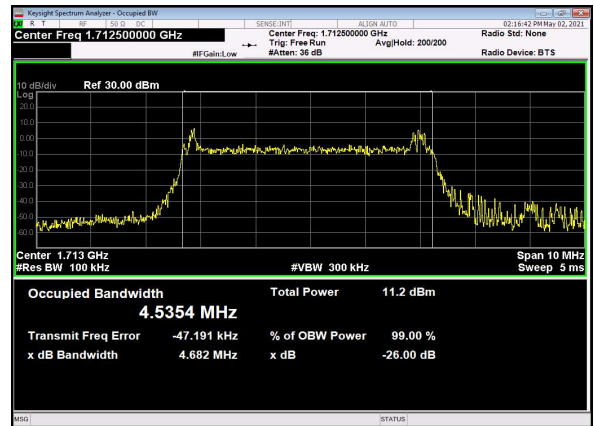 Keysight Spectrum Analyzer - Occupied BW
R T RF 50 Ω DC SENSE:INT ALIGN AUTO 02:16:42 PM May 02, 2021
Center Freq 1.712500000 GHz Center Freq: 1.712500000 GHz Radio Std: None
Trig: Free Run Avg|Hold: 200/200
#IFGain:Low #Atten: 36 dB Radio Device: BTS
10 dB/div Ref 30.00 dBm
Log
20.0
10.0
0.00
-10.0
-20.0
-30.0
-40.0
-50.0
-60.0
Center 1.713 GHz Span 10 MHz
#Res BW 100 kHz #VBW 300 kHz Sweep 5 ms
Occupied Bandwidth Total Power 11.2 dBm
4.5354 MHz
Transmit Freq Error -47.191 kHz % of OBW Power 99.00 %
x dB Bandwidth 4.682 MHz x dB -26.00 dB
MSG STATUS